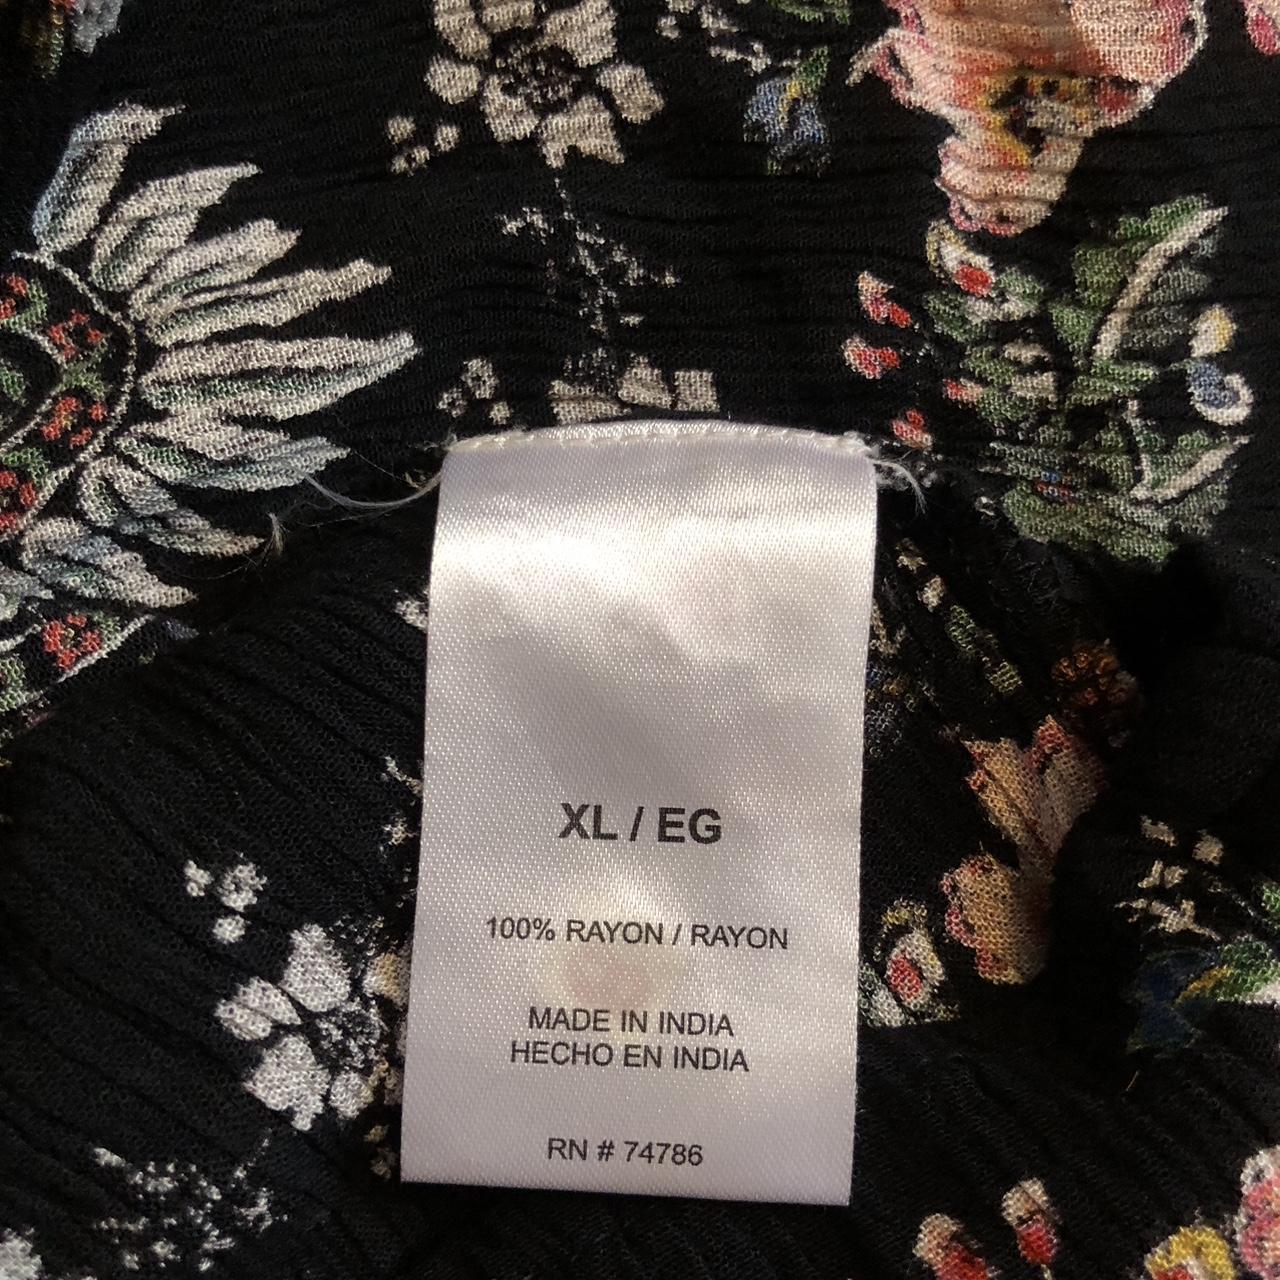 XL / EG
100% RAYON / RAYON
MADE IN INDIA
HECHO EN INDIA
RN # 74786